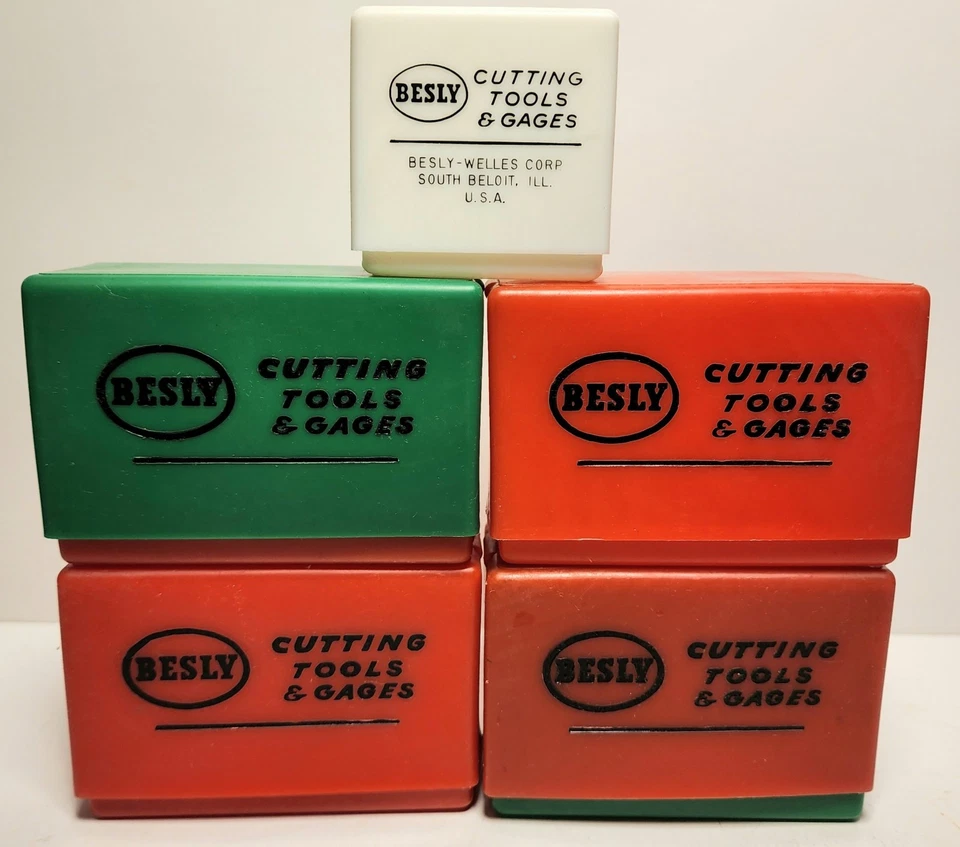 BESLY CUTTING
TOOLS
& GAGES
BESLY-WELLES CORP
SOUTH BELOIT, ILL.
U.S.A.
BESLY CUTTING
TOOLS
& GAGES
BESLY CUTTING
TOOLS
& GAGES
BESLY CUTTING
TOOLS
& GAGES
BESLY CUTTING
TOOLS
& GAGES